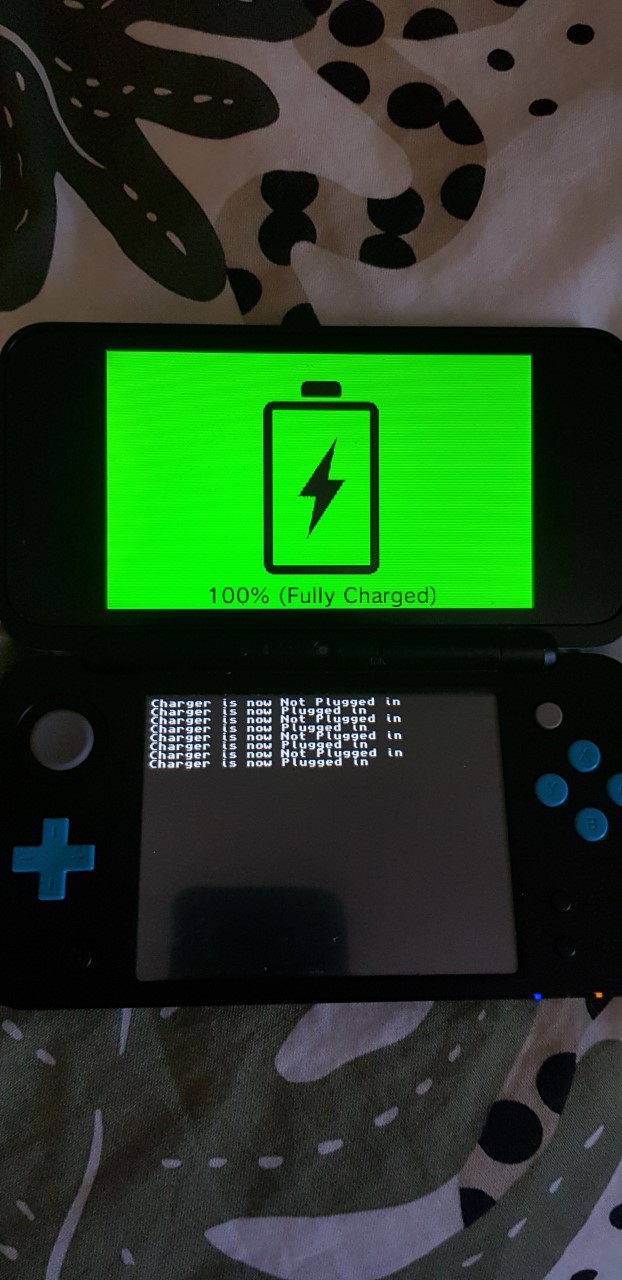 100% (Fully Charged)
Charger is now Not Plugged in
Charger is now Plugged in
Charger is now Not Plugged in
Charger is now Plugged in
Charger is now Not Plugged in
Charger is now Plugged in
Charger is now Not Plugged in
Charger is now Plugged in
X
Y
B